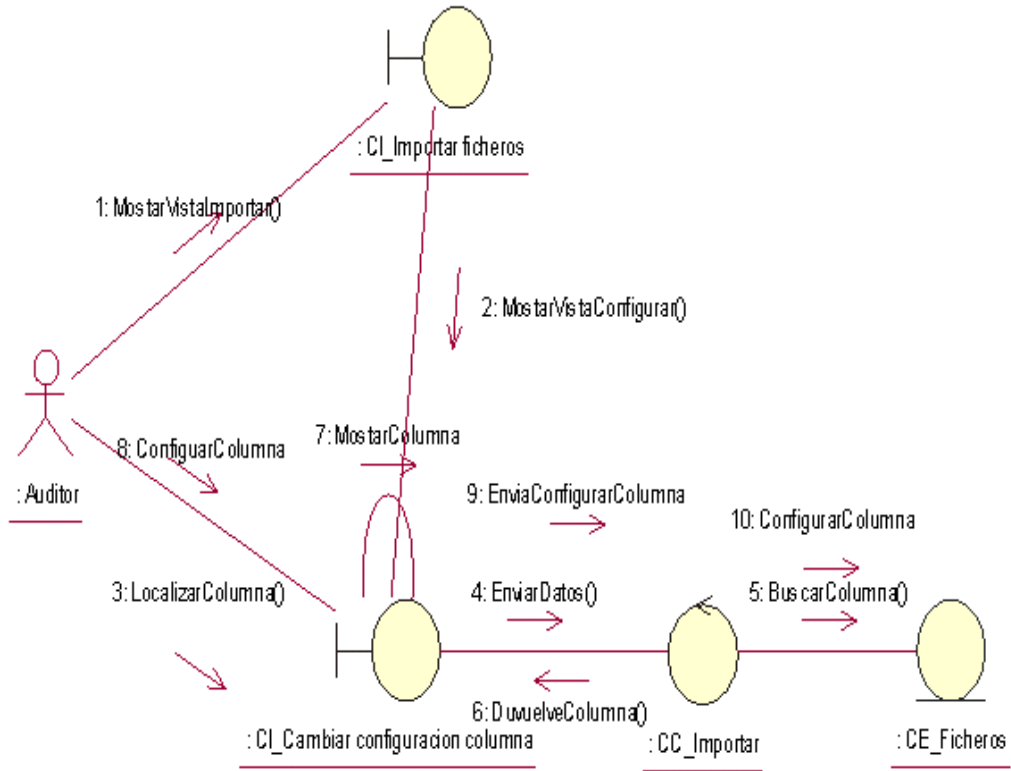 : CI_Importar ficheros
1: MostarVistaImportar()
2: MostarVistaConfigurar()
8: ConfiguarColumna
7: MostarColumna
: Auditor
9: EnviaConfigurarColumna
10: ConfigurarColumna
3: LocalizarColumna()
4: EnviarDatos()
5: BuscarColumna()
6: DuvuelveColumna()
: CI_Cambiar configuracion columna
: CC_Importar
: CE_Ficheros